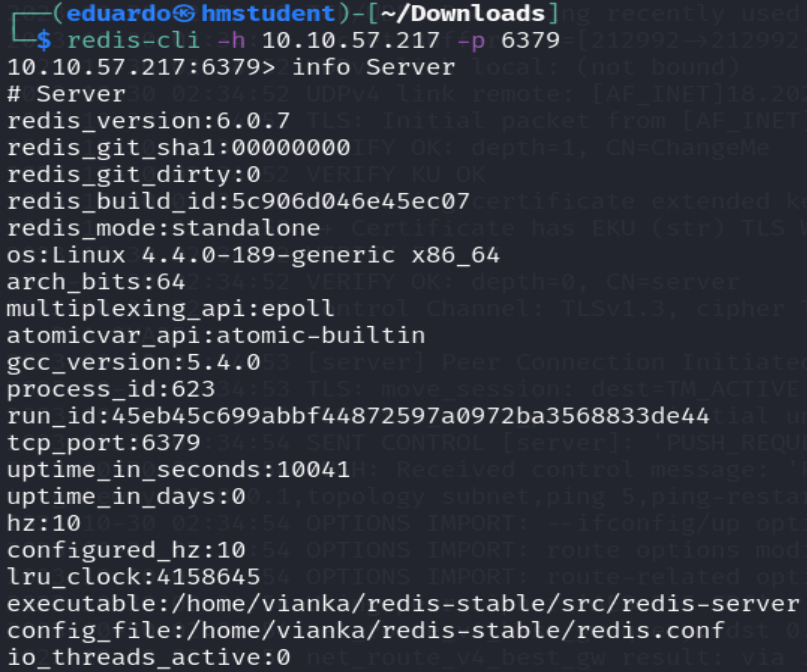 ┌──(eduardo㉿hmstudent)-[~/Downloads]
└─$ redis-cli -h 10.10.57.217 -p 6379
10.10.57.217:6379> info Server
# Server
redis_version:6.0.7
redis_git_sha1:00000000
redis_git_dirty:0
redis_build_id:5c906d046e45ec07
redis_mode:standalone
os:Linux 4.4.0-189-generic x86_64
arch_bits:64
multiplexing_api:epoll
atomicvar_api:atomic-builtin
gcc_version:5.4.0
process_id:623
run_id:45eb45c699abbf44872597a0972ba3568833de44
tcp_port:6379
uptime_in_seconds:10041
uptime_in_days:0
hz:10
configured_hz:10
lru_clock:4158645
executable:/home/vianka/redis-stable/src/redis-server
config_file:/home/vianka/redis-stable/redis.conf
io_threads_active:0